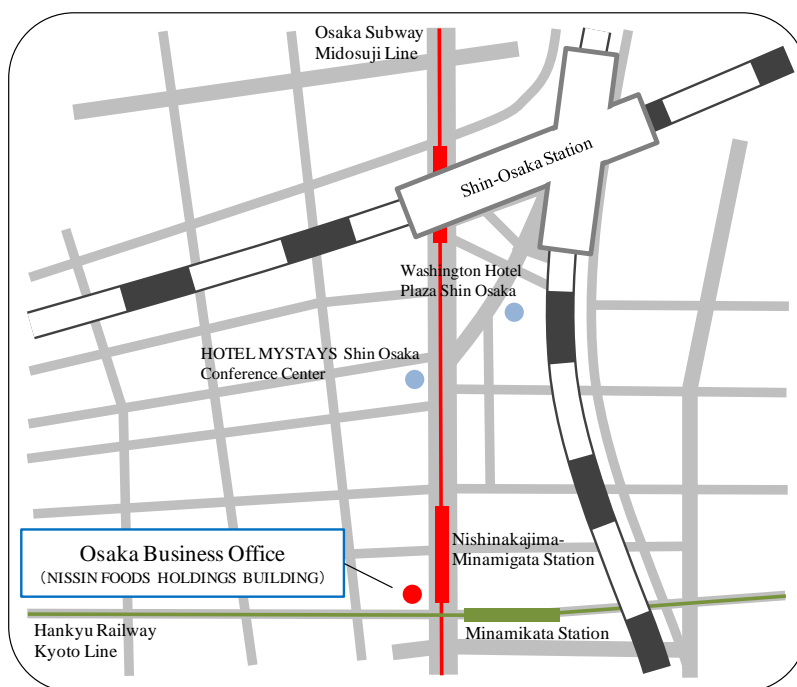 Osaka Subway
Midosuji Line
Shin-Osaka Station
Washington Hotel
Plaza Shin Osaka
HOTEL MYSTAYS Shin Osaka
Conference Center
Nishinakajima-
Minamigata Station
Osaka Business Office
（NISSIN FOODS HOLDINGS BUILDING）
Hankyu Railway
Kyoto Line
Minamikata Station